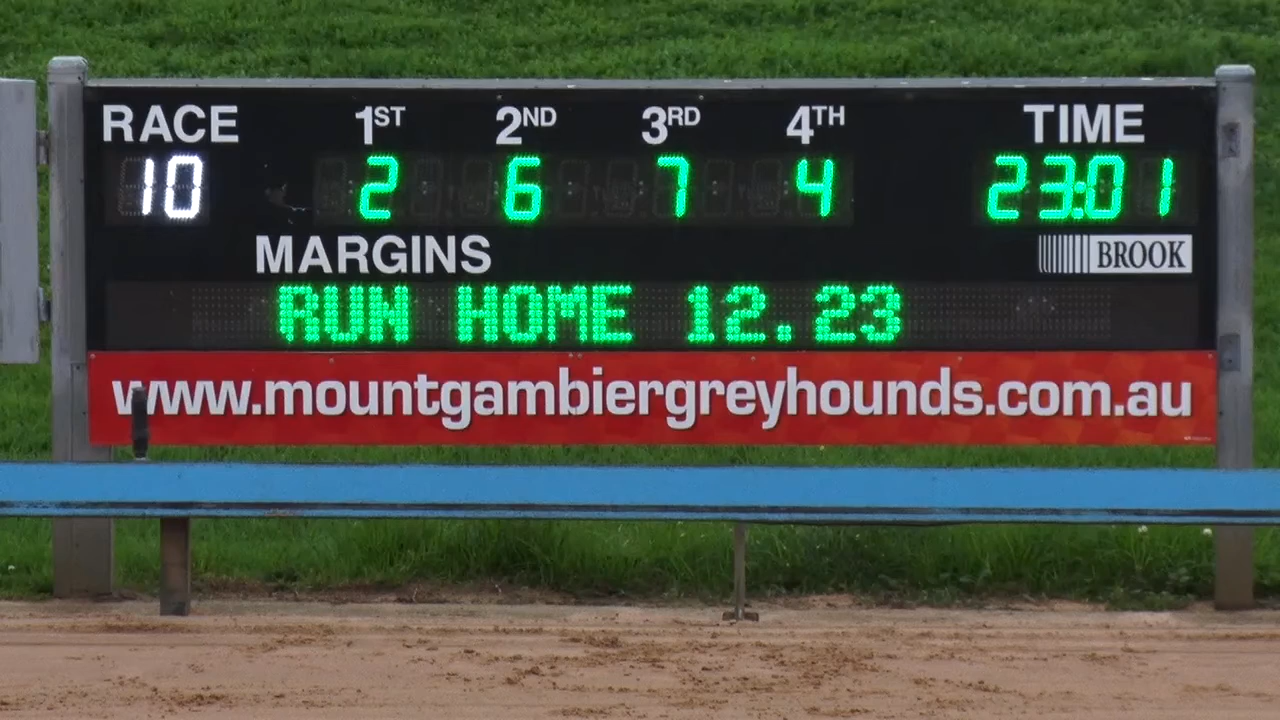 RACE 1ST 2ND 3RD 4TH TIME
10 2 6 7 4 23:01
MARGINS BROOK
RUN HOME 12.23
www.mountgambiergreyhounds.com.au